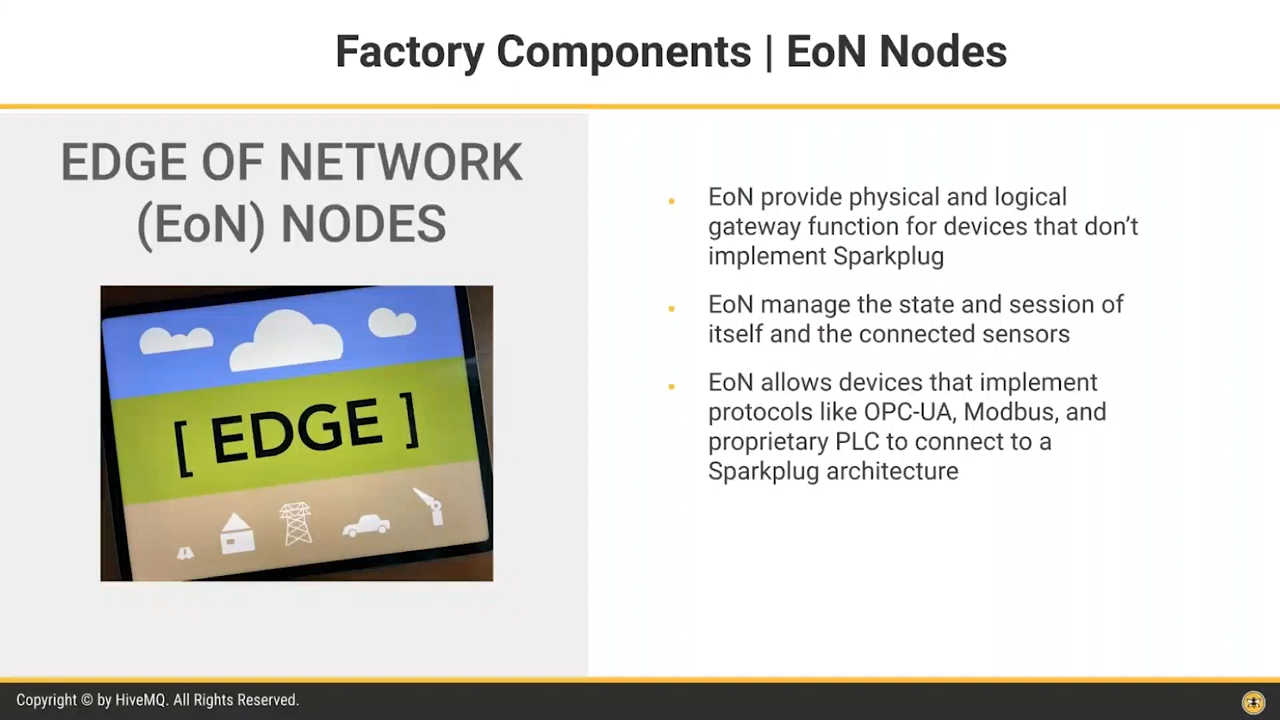 Factory Components | EoN Nodes
EDGE OF NETWORK
(EoN) NODES
[ EDGE ]
EoN provide physical and logical
gateway function for devices that don’t
implement Sparkplug
EoN manage the state and session of
itself and the connected sensors
EoN allows devices that implement
protocols like OPC-UA, Modbus, and
proprietary PLC to connect to a
Sparkplug architecture
Copyright © by HiveMQ. All Rights Reserved.